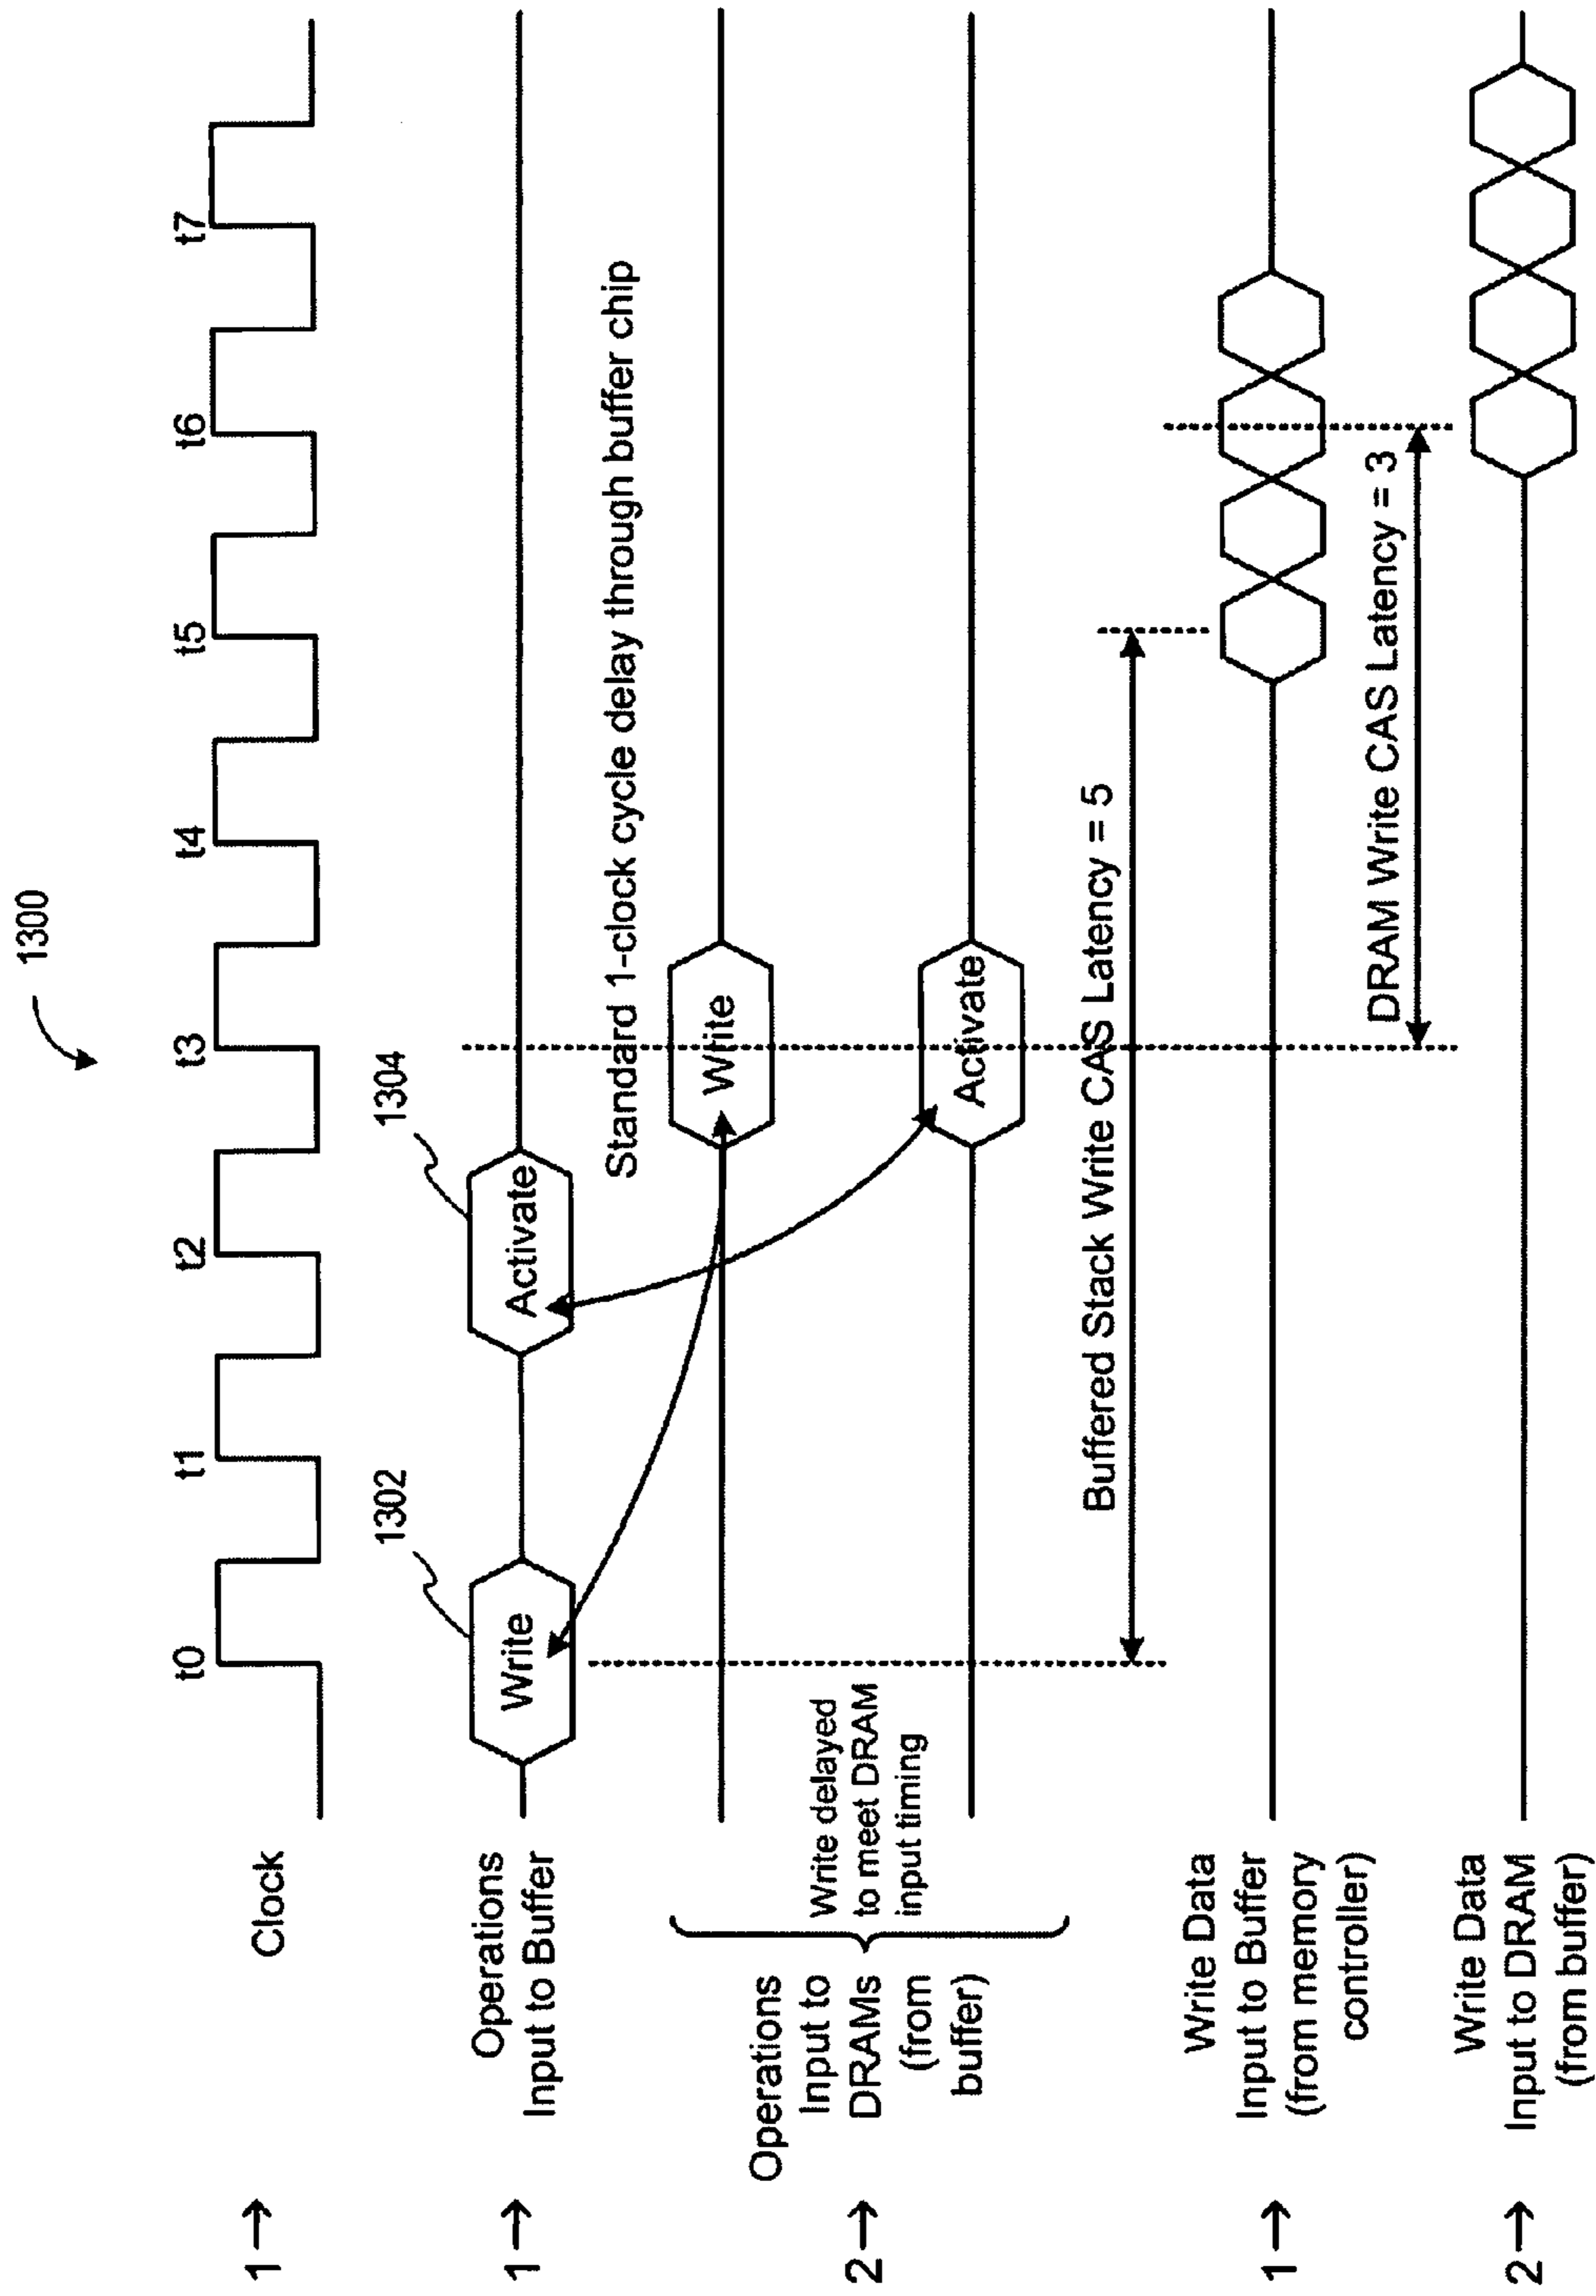 1300
1→
Clock
t0 t1 t2 t3 t4 t5 t6 t7
1→
Operations
Input to Buffer
1302
Write
1304
Activate
2→
Operations
Input to
DRAMs
(from
buffer)
Write delayed
to meet DRAM
input timing
Standard 1-clock cycle delay through buffer chip
Write
Activate
Buffered Stack Write CAS Latency = 5
1→
Write Data
Input to Buffer
(from memory
controller)
DRAM Write CAS Latency = 3
2→
Write Data
Input to DRAM
(from buffer)